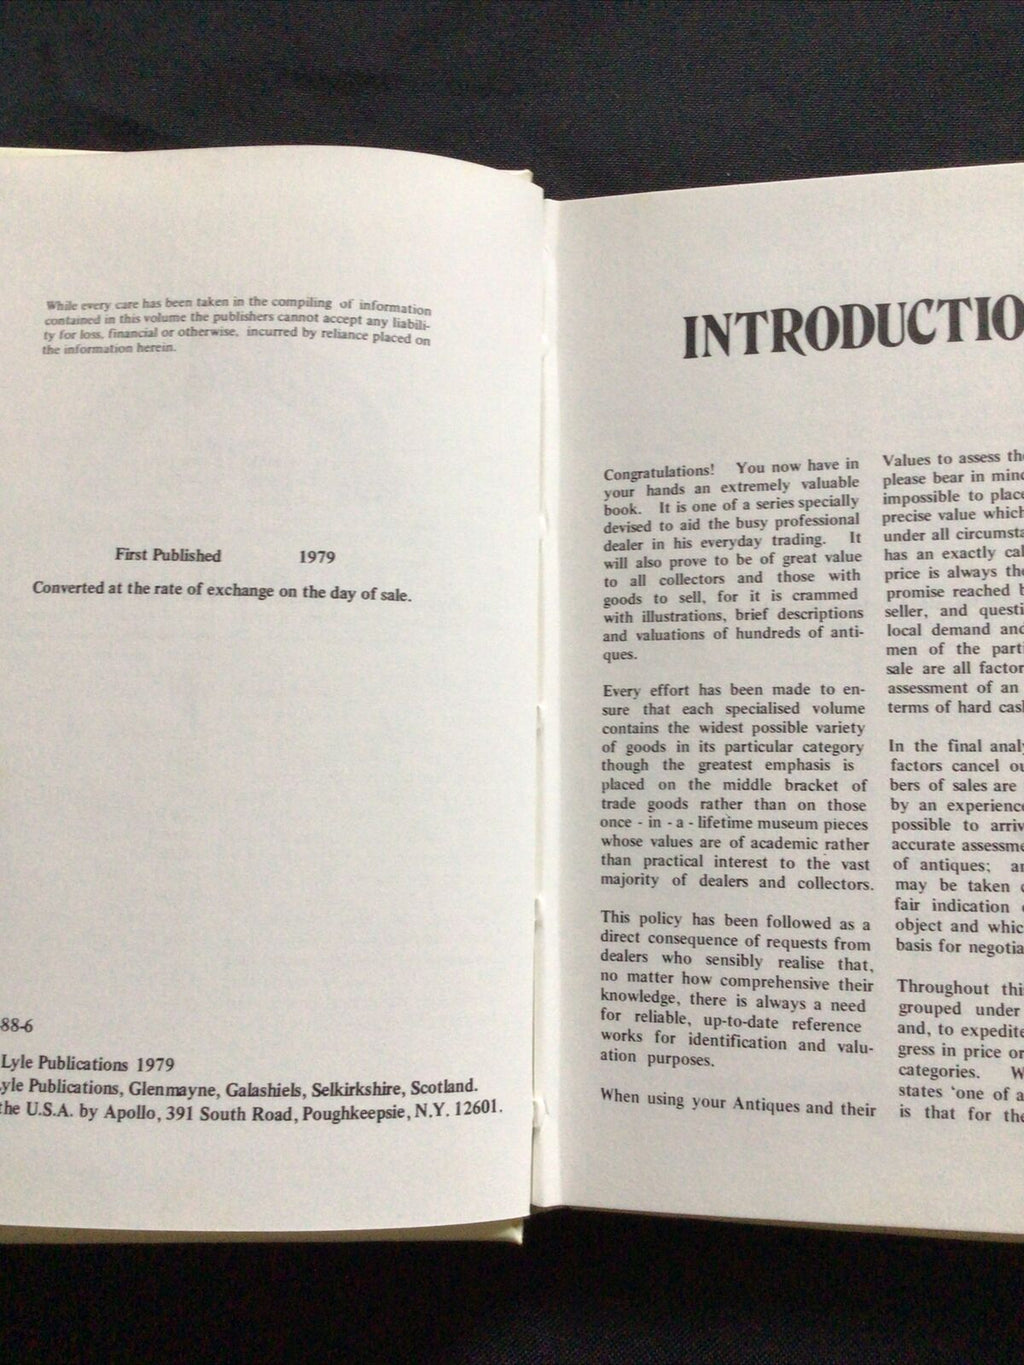 While every care has been taken in the compiling of information
contained in this volume the publishers cannot accept any liabili-
ty for loss, financial or otherwise, incurred by reliance placed on
the information herein.
First Published 1979
Converted at the rate of exchange on the day of sale.
88-6
Lyle Publications 1979
yle Publications, Glenmayne, Galashiels, Selkirkshire, Scotland.
the U.S.A. by Apollo, 391 South Road, Poughkeepsie, N.Y. 12601.
INTRODUCTIO
Congratulations! You now have in
your hands an extremely valuable
book. It is one of a series specially
devised to aid the busy professional
dealer in his everyday trading. It
will also prove to be of great value
to all collectors and those with
goods to sell, for it is crammed
with illustrations, brief descriptions
and valuations of hundreds of anti-
ques.
Every effort has been made to en-
sure that each specialised volume
contains the widest possible variety
of goods in its particular category
though the greatest emphasis is
placed on the middle bracket of
trade goods rather than on those
once - in - a - lifetime museum pieces
whose values are of academic rather
than practical interest to the vast
majority of dealers and collectors.
This policy has been followed as a
direct consequence of requests from
dealers who sensibly realise that,
no matter how comprehensive their
knowledge, there is always a need
for reliable, up-to-date reference
works for identification and valu-
ation purposes.
When using your Antiques and their
Values to assess the
please bear in mind
impossible to place
precise value which
under all circumsta
has an exactly cal
price is always the
promise reached b
seller, and questi
local demand and
men of the parti
sale are all factor
assessment of an
terms of hard cash
In the final analy
factors cancel ou
bers of sales are
by an experience
possible to arriv
accurate assessme
of antiques; an
may be taken
fair indication
object and whic
basis for negotia
Throughout thi
grouped under
and, to expedite
gress in price or
categories. W
states 'one of a
is that for the